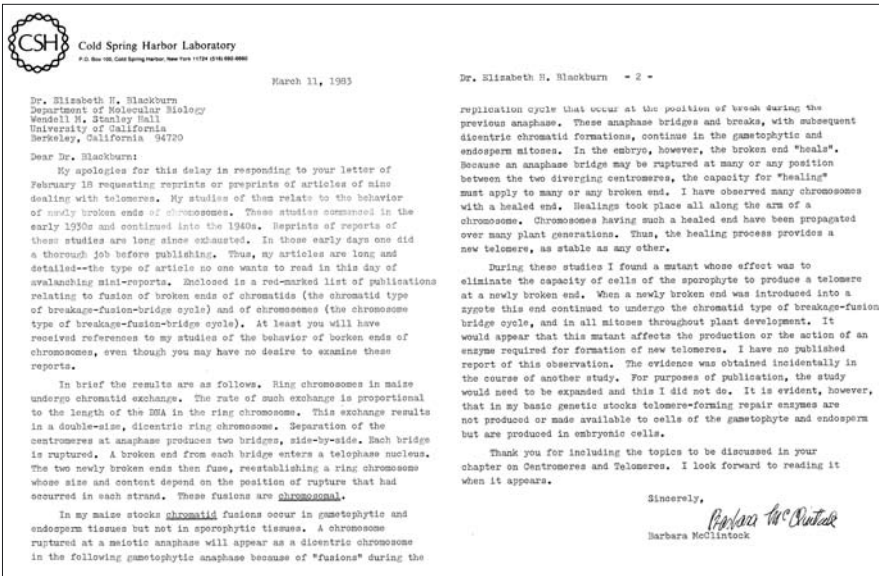 CSH
Cold Spring Harbor Laboratory
P.O. Box 100, Cold Spring Harbor, New York 11724 (516)
March 11, 1983
Dr. Elizabeth H. Blackburn
Department of Molecular Biology
Wendell M. Stanley Hall
University of California
Berkeley, California 94720
Dear Dr. Blackburn:
My apologies for this delay in responding to your letter of
February 18 requesting reprints or preprints of articles of mine
dealing with telomeres. My studies of them relate to the behavior
of newly broken ends of chromosomes. These studies commenced in the
early 1930s and continued into the 1940s. Reprints of reports of
these studies are long since exhausted. In those early days one did
a thorough job before publishing. Thus, my articles are long and
detailed--the type of article no one wants to read in this day of
avalanching mini-reports. Enclosed is a red-marked list of publications
relating to fusion of broken ends of chromatids (the chromatid type
of breakage-fusion-bridge cycle) and of chromosomes (the chromosome
type of breakage-fusion-bridge cycle). At least you will have
received references to my studies of the behavior of borken ends of
chromosomes, even though you may have no desire to examine these
reports.
In brief the results are as follows. Ring chromosomes in maize
undergo chromatid exchange. The rate of such exchange is proportional
to the length of the DNA in the ring chromosome. This exchange results
in a double-size, dicentric ring chromosome. Separation of the
centromeres at anaphase produces two bridges, side-by-side. Each bridge
is ruptured. A broken end from each bridge enters a telophase nucleus.
The two newly broken ends then fuse, reestablishing a ring chromosome
whose size and content depend on the position of rupture that had
occurred in each strand. These fusions are chromosomal.
In my maize stocks chromatid fusions occur in gametophytic and
endosperm tissues but not in sporophytic tissues. A chromosome
ruptured at a meiotic anaphase will appear as a dicentric chromosome
in the following gametophytic anaphase because of "fusions" during the
Dr. Elizabeth H. Blackburn - 2 -
replication cycle that occur at the position of break during the
previous anaphase. These anaphase bridges and breaks, with subsequent
dicentric chromatid formations, continue in the gametophytic and
endosperm mitoses. In the embryo, however, the broken end "heals".
Because an anaphase bridge may be ruptured at many or any position
between the two diverging centromeres, the capacity for "healing"
must apply to many or any broken end. I have observed many chromosomes
with a healed end. Healings took place all along the arm of a
chromosome. Chromosomes having such a healed end have been propagated
over many plant generations. Thus, the healing process provides a
new telomere, as stable as any other.
During these studies I found a mutant whose effect was to
eliminate the capacity of cells of the sporophyte to produce a telomere
at a newly broken end. When a newly broken end was introduced into a
zygote this end continued to undergo the chromatid type of breakage-fusion
bridge cycle, and in all mitoses throughout plant development. It
would appear that this mutant affects the production or the action of an
enzyme required for formation of new telomeres. I have no published
report of this observation. The evidence was obtained incidentally in
the course of another study. For purposes of publication, the study
would need to be expanded and this I did not do. It is evident, however,
that in my basic genetic stocks telomere-forming repair enzymes are
not produced or made available to cells of the gametophyte and endosperm
but are produced in embryonic cells.
Thank you for including the topics to be discussed in your
chapter on Centromeres and Telomeres. I look forward to reading it
when it appears.
Sincerely,
Barbara McClintock
Barbara McClintock